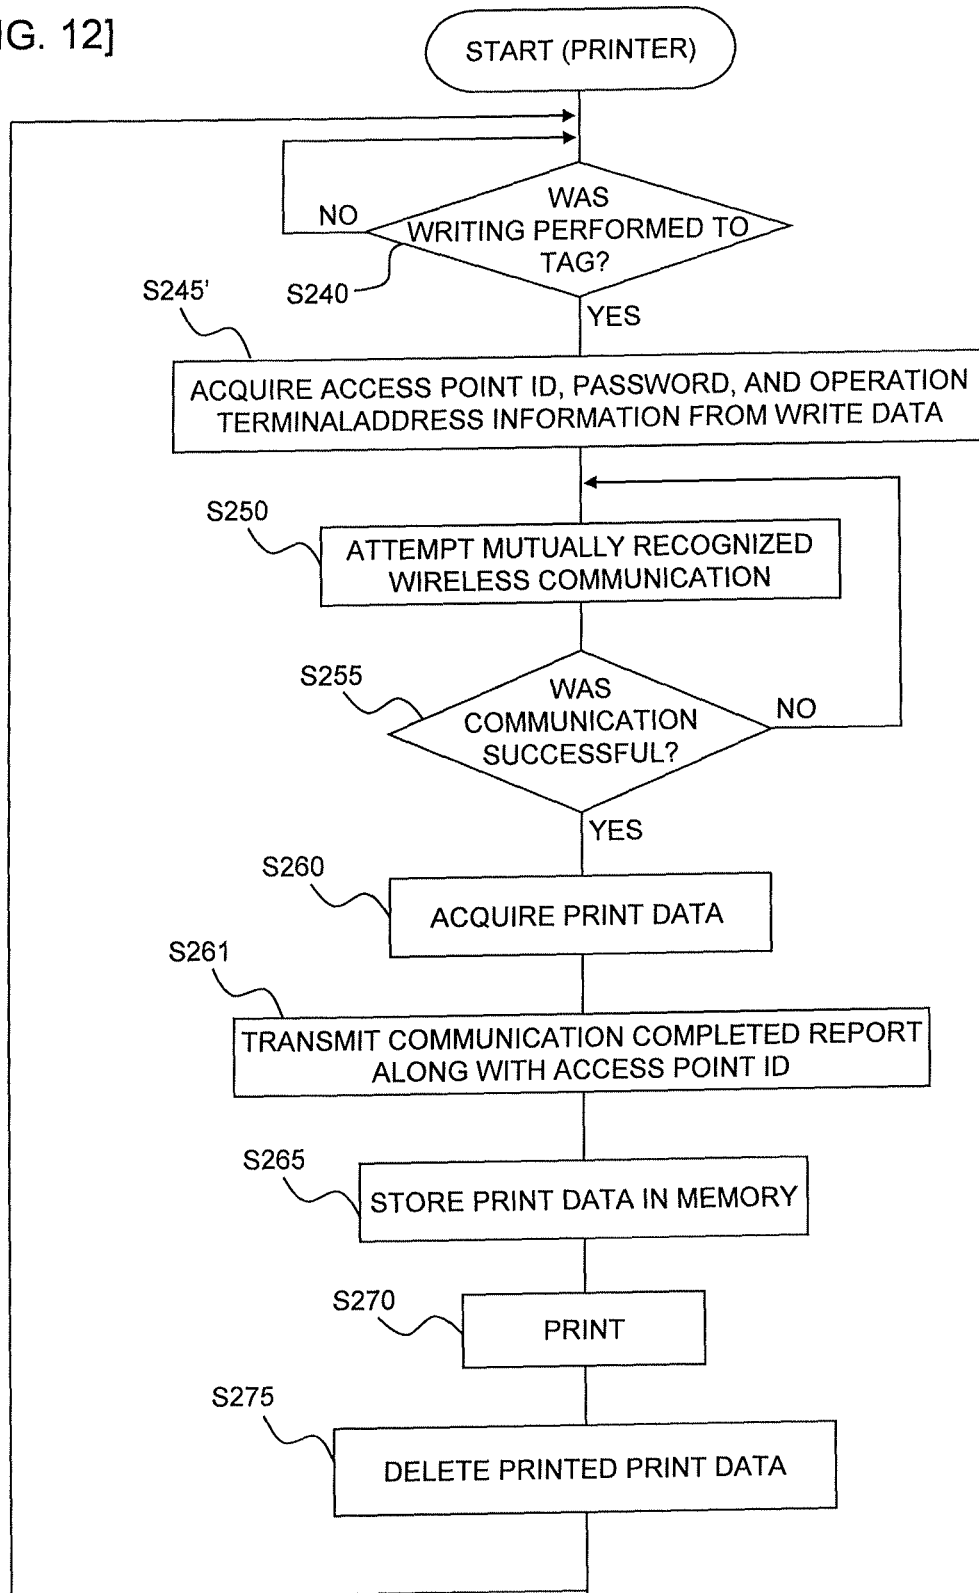 IG. 12]
START (PRINTER)
WAS
WRITING PERFORMED TO
TAG?
NO
S240
YES
S245'
ACQUIRE ACCESS POINT ID, PASSWORD, AND OPERATION
TERMINALADDRESS INFORMATION FROM WRITE DATA
S250
ATTEMPT MUTUALLY RECOGNIZED
WIRELESS COMMUNICATION
S255
WAS
COMMUNICATION
SUCCESSFUL?
NO
YES
S260
ACQUIRE PRINT DATA
S261
TRANSMIT COMMUNICATION COMPLETED REPORT
ALONG WITH ACCESS POINT ID
S265
STORE PRINT DATA IN MEMORY
S270
PRINT
S275
DELETE PRINTED PRINT DATA